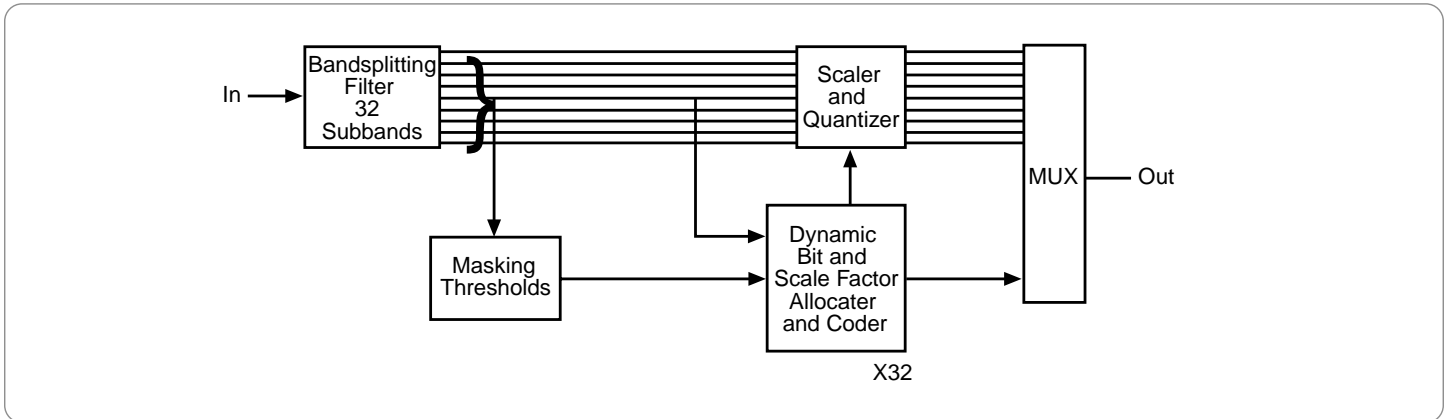 In
Bandsplitting
Filter
32
Subbands
Scaler
and
Quantizer
MUX
Out
Masking
Thresholds
Dynamic
Bit and
Scale Factor
Allocater
and Coder
X32